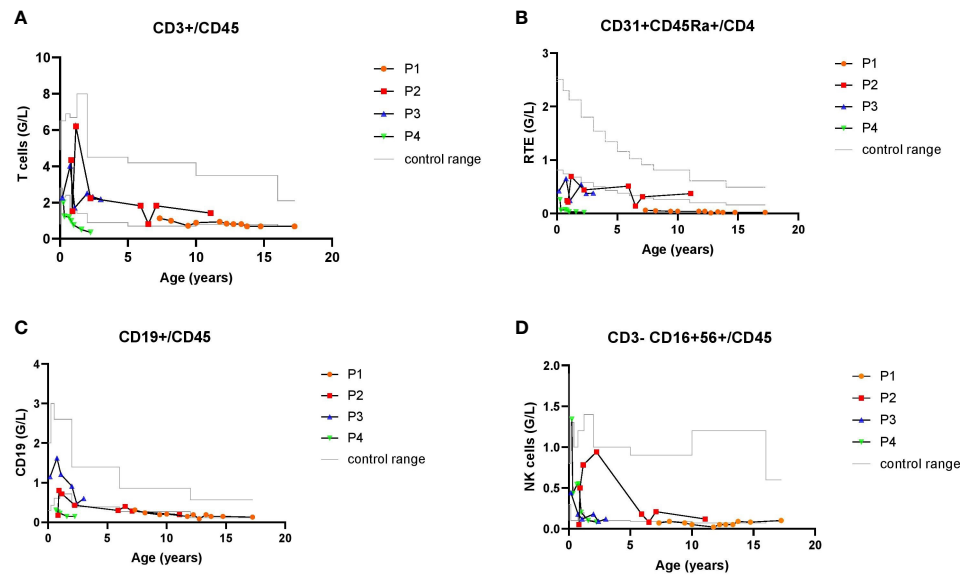 A
CD3+/CD45
10
8
6
4
2
0
T cells (G/L)
0 5 10 15 20
Age (years)
P1
P2
P3
P4
control range
B
CD31+CD45Ra+/CD4
3
2
1
0
RTE (G/L)
0 5 10 15 20
Age (years)
P1
P2
P3
P4
control range
C
CD19+/CD45
4
3
2
1
0
CD19 (G/L)
0 5 10 15 20
Age (years)
P1
P2
P3
P4
control range
D
CD3- CD16+56+/CD45
2.0
1.5
1.0
0.5
0.0
NK cells (G/L)
0 5 10 15 20
Age (years)
P1
P2
P3
P4
control range